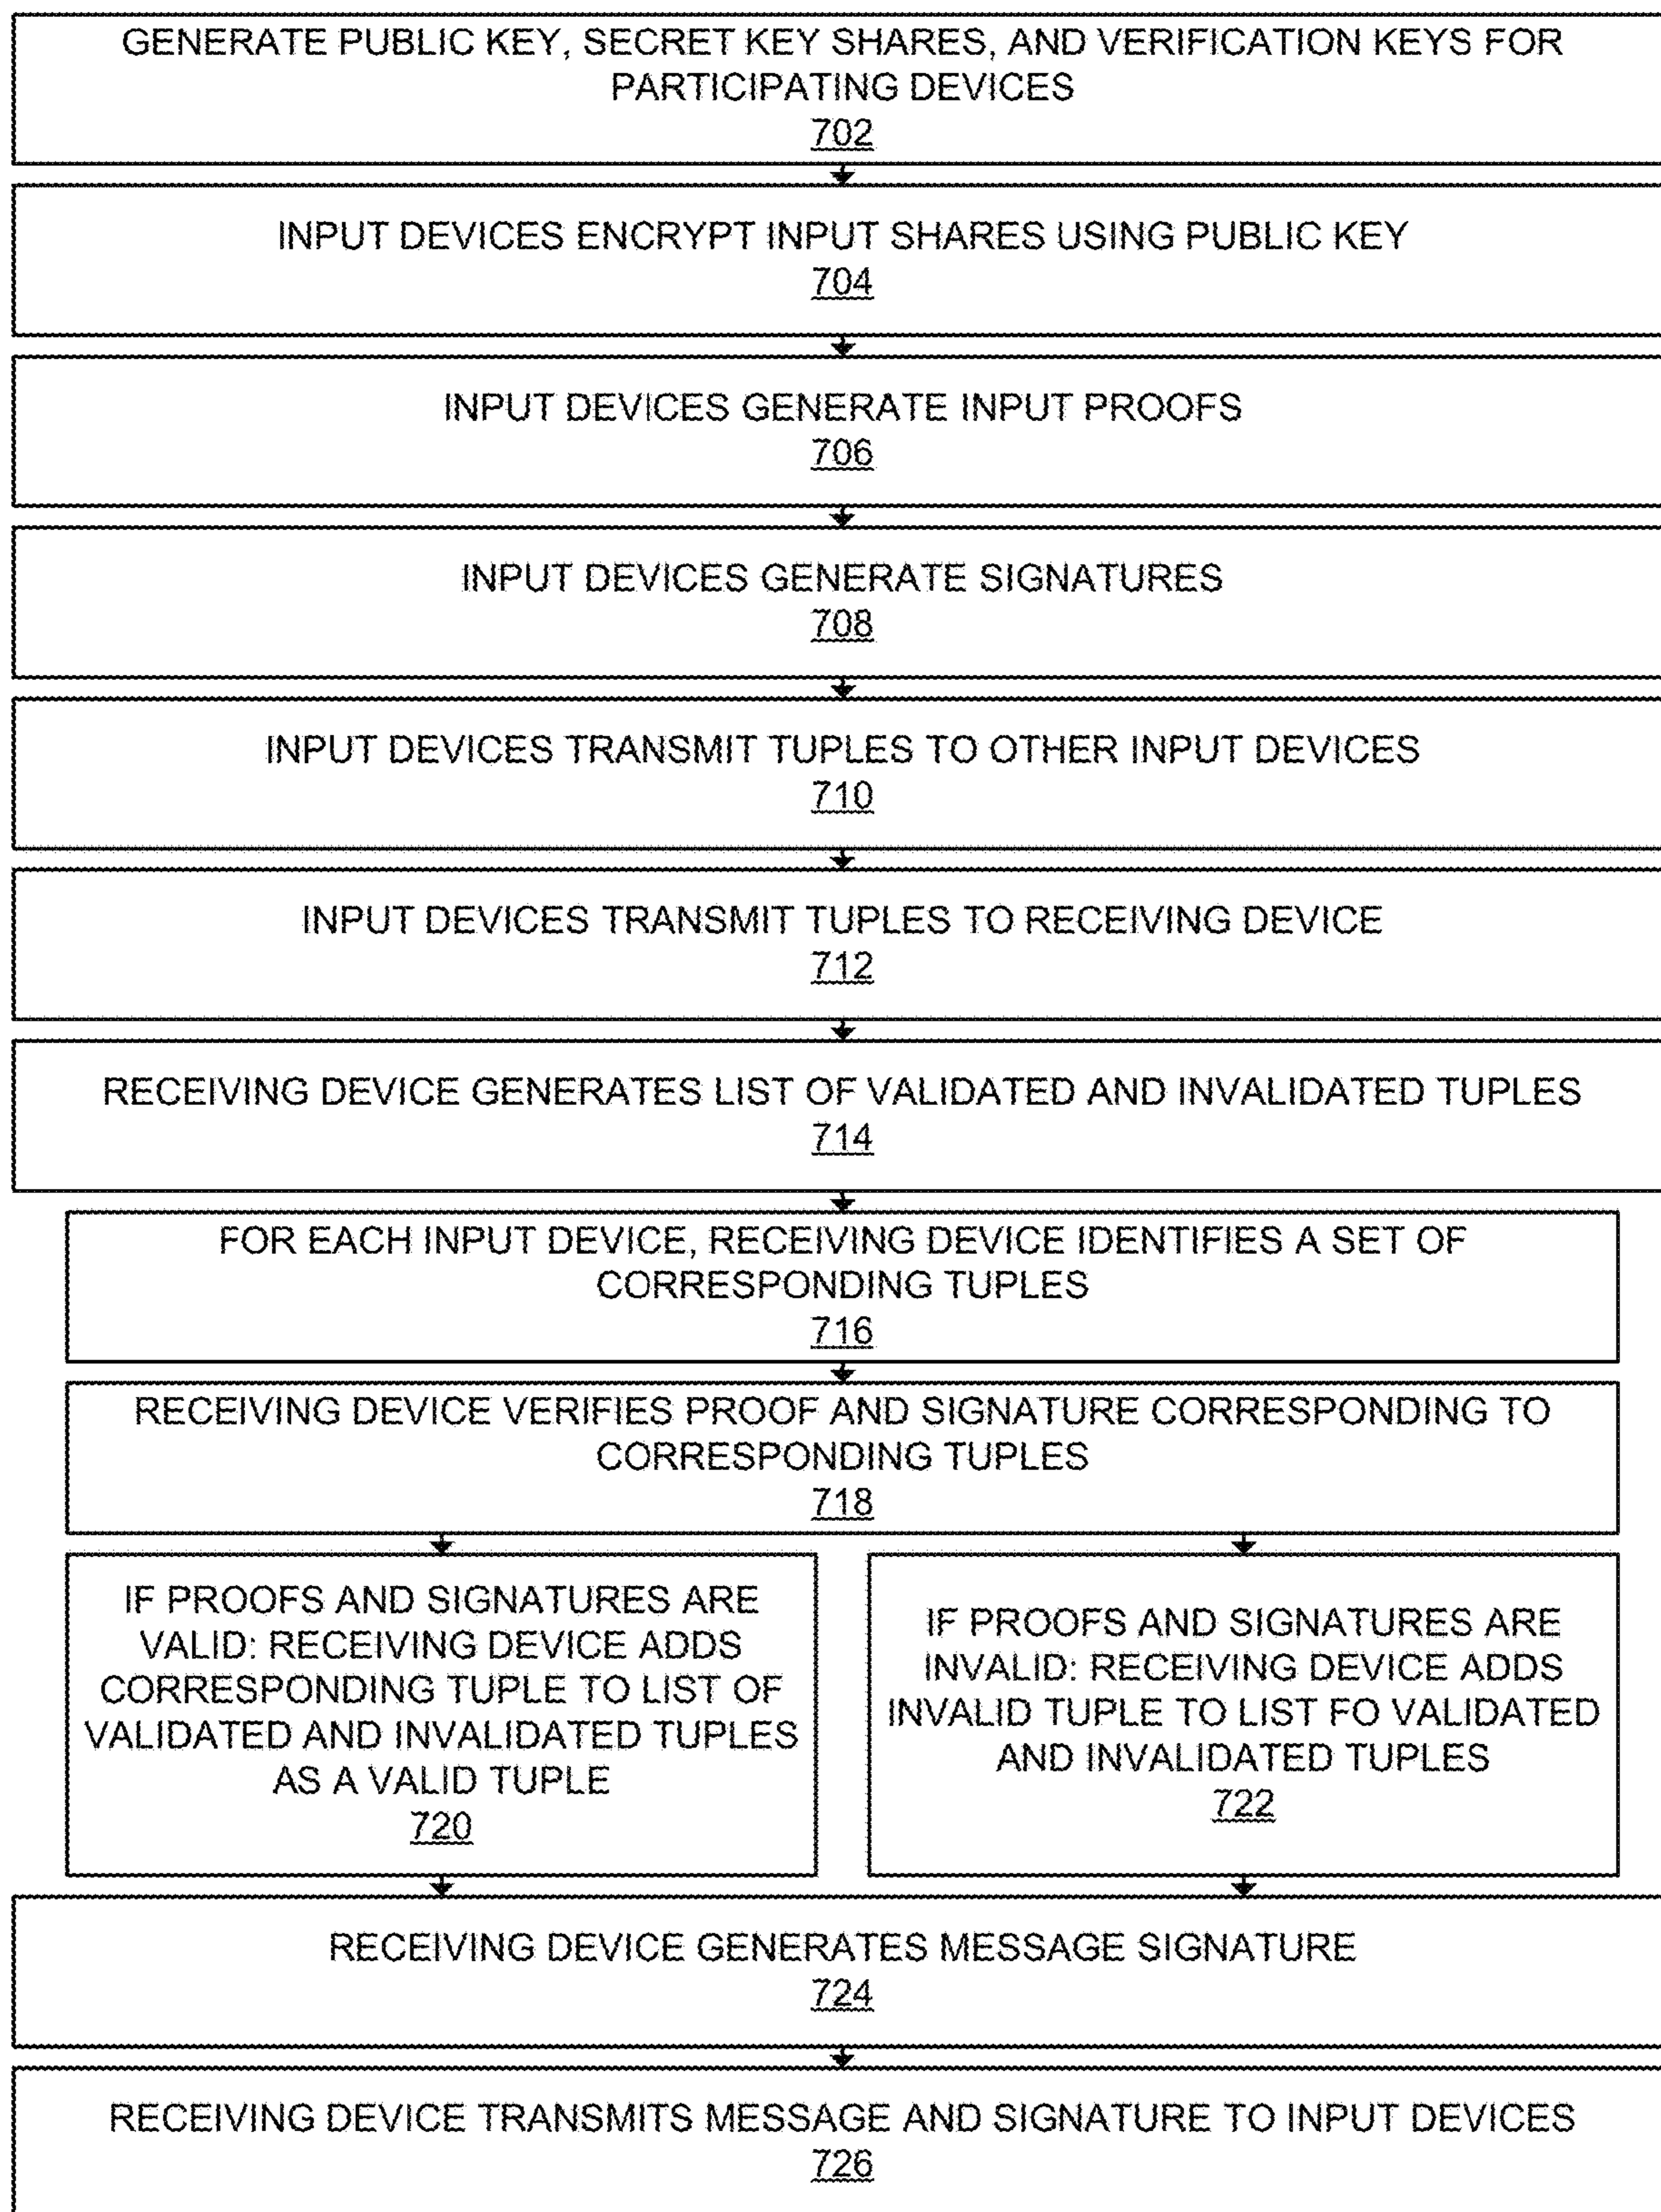 GENERATE PUBLIC KEY, SECRET KEY SHARES, AND VERIFICATION KEYS FOR
PARTICIPATING DEVICES
702
INPUT DEVICES ENCRYPT INPUT SHARES USING PUBLIC KEY
704
INPUT DEVICES GENERATE INPUT PROOFS
706
INPUT DEVICES GENERATE SIGNATURES
708
INPUT DEVICES TRANSMIT TUPLES TO OTHER INPUT DEVICES
710
INPUT DEVICES TRANSMIT TUPLES TO RECEIVING DEVICE
712
RECEIVING DEVICE GENERATES LIST OF VALIDATED AND INVALIDATED TUPLES
714
FOR EACH INPUT DEVICE, RECEIVING DEVICE IDENTIFIES A SET OF
CORRESPONDING TUPLES
716
RECEIVING DEVICE VERIFIES PROOF AND SIGNATURE CORRESPONDING TO
CORRESPONDING TUPLES
718
IF PROOFS AND SIGNATURES ARE
VALID: RECEIVING DEVICE ADDS
CORRESPONDING TUPLE TO LIST OF
VALIDATED AND INVALIDATED TUPLES
AS A VALID TUPLE
720
IF PROOFS AND SIGNATURES ARE
INVALID: RECEIVING DEVICE ADDS
INVALID TUPLE TO LIST FO VALIDATED
AND INVALIDATED TUPLES
722
RECEIVING DEVICE GENERATES MESSAGE SIGNATURE
724
RECEIVING DEVICE TRANSMITS MESSAGE AND SIGNATURE TO INPUT DEVICES
726